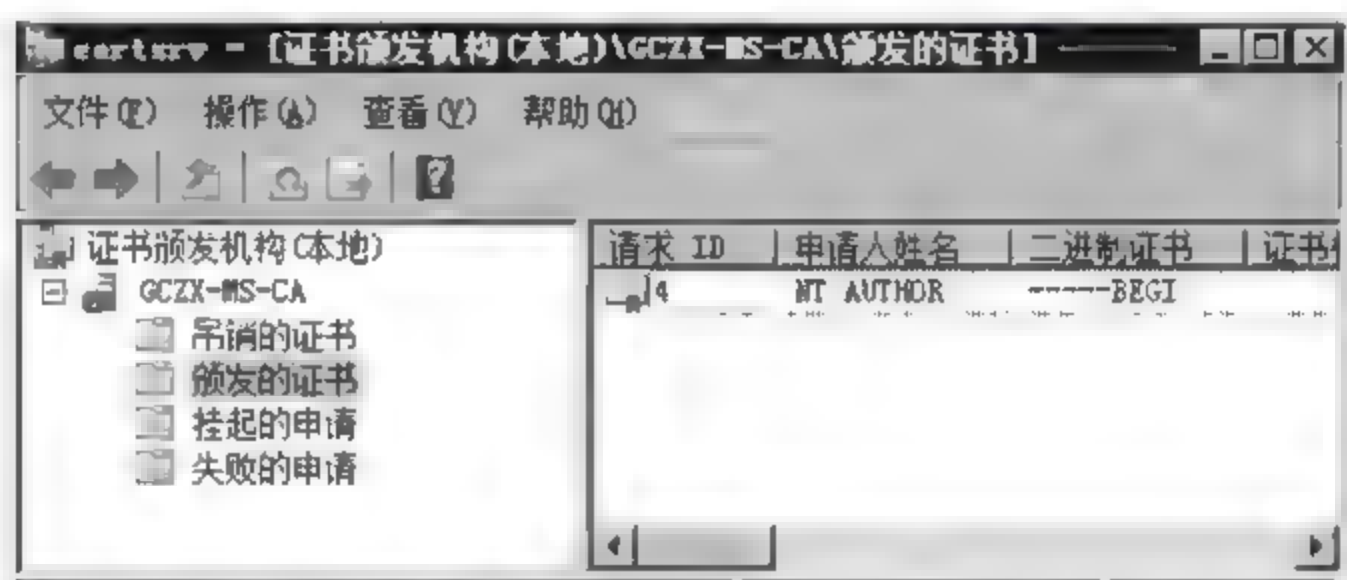 certsrv - [证书颁发机构(本地)\GCZX-MS-CA\颁发的证书]
文件(F) 操作(A) 查看(V) 帮助(H)
证书颁发机构(本地)
GCZX-MS-CA
吊销的证书
颁发的证书
挂起的申请
失败的申请
请求 ID 申请人姓名 二进制证书 证书
4 NT AUTHOR -----BEGI